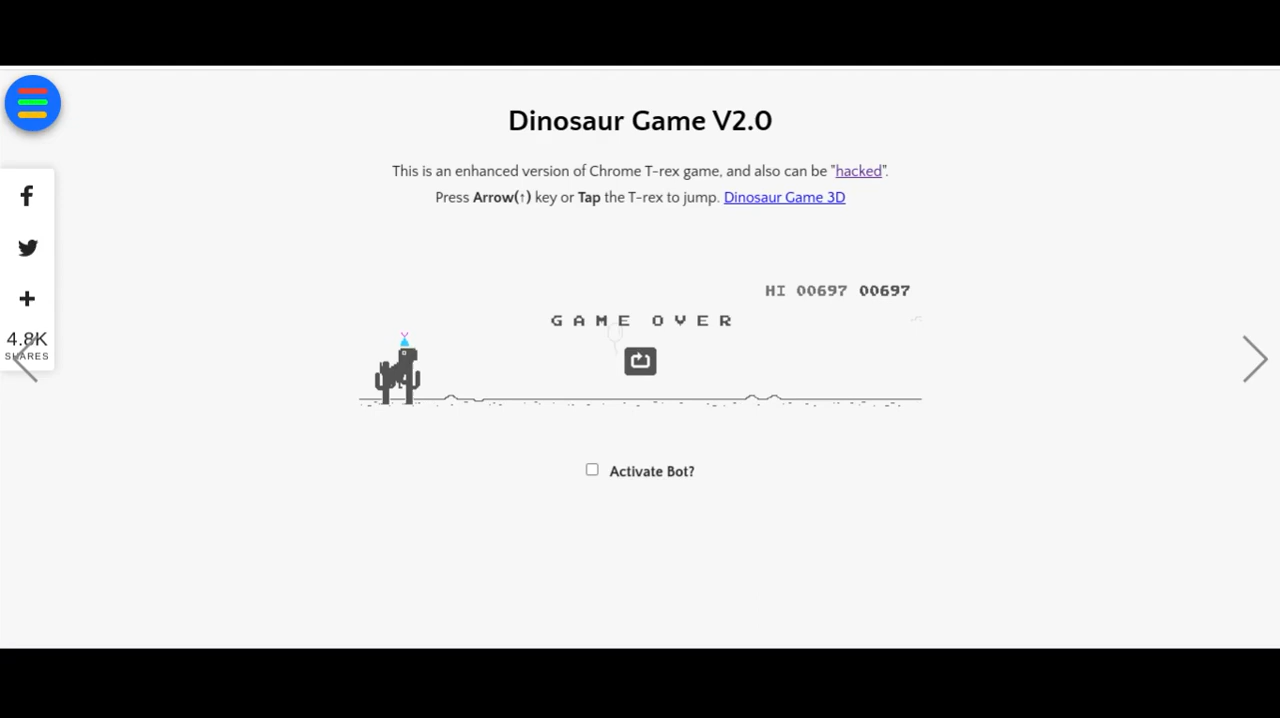 Dinosaur Game V2.0
This is an enhanced version of Chrome T-rex game, and also can be "hacked".
Press Arrow(↑) key or Tap the T-rex to jump. Dinosaur Game 3D
HI 00697 00697
GAME OVER
4.8K
SHARES
Activate Bot?